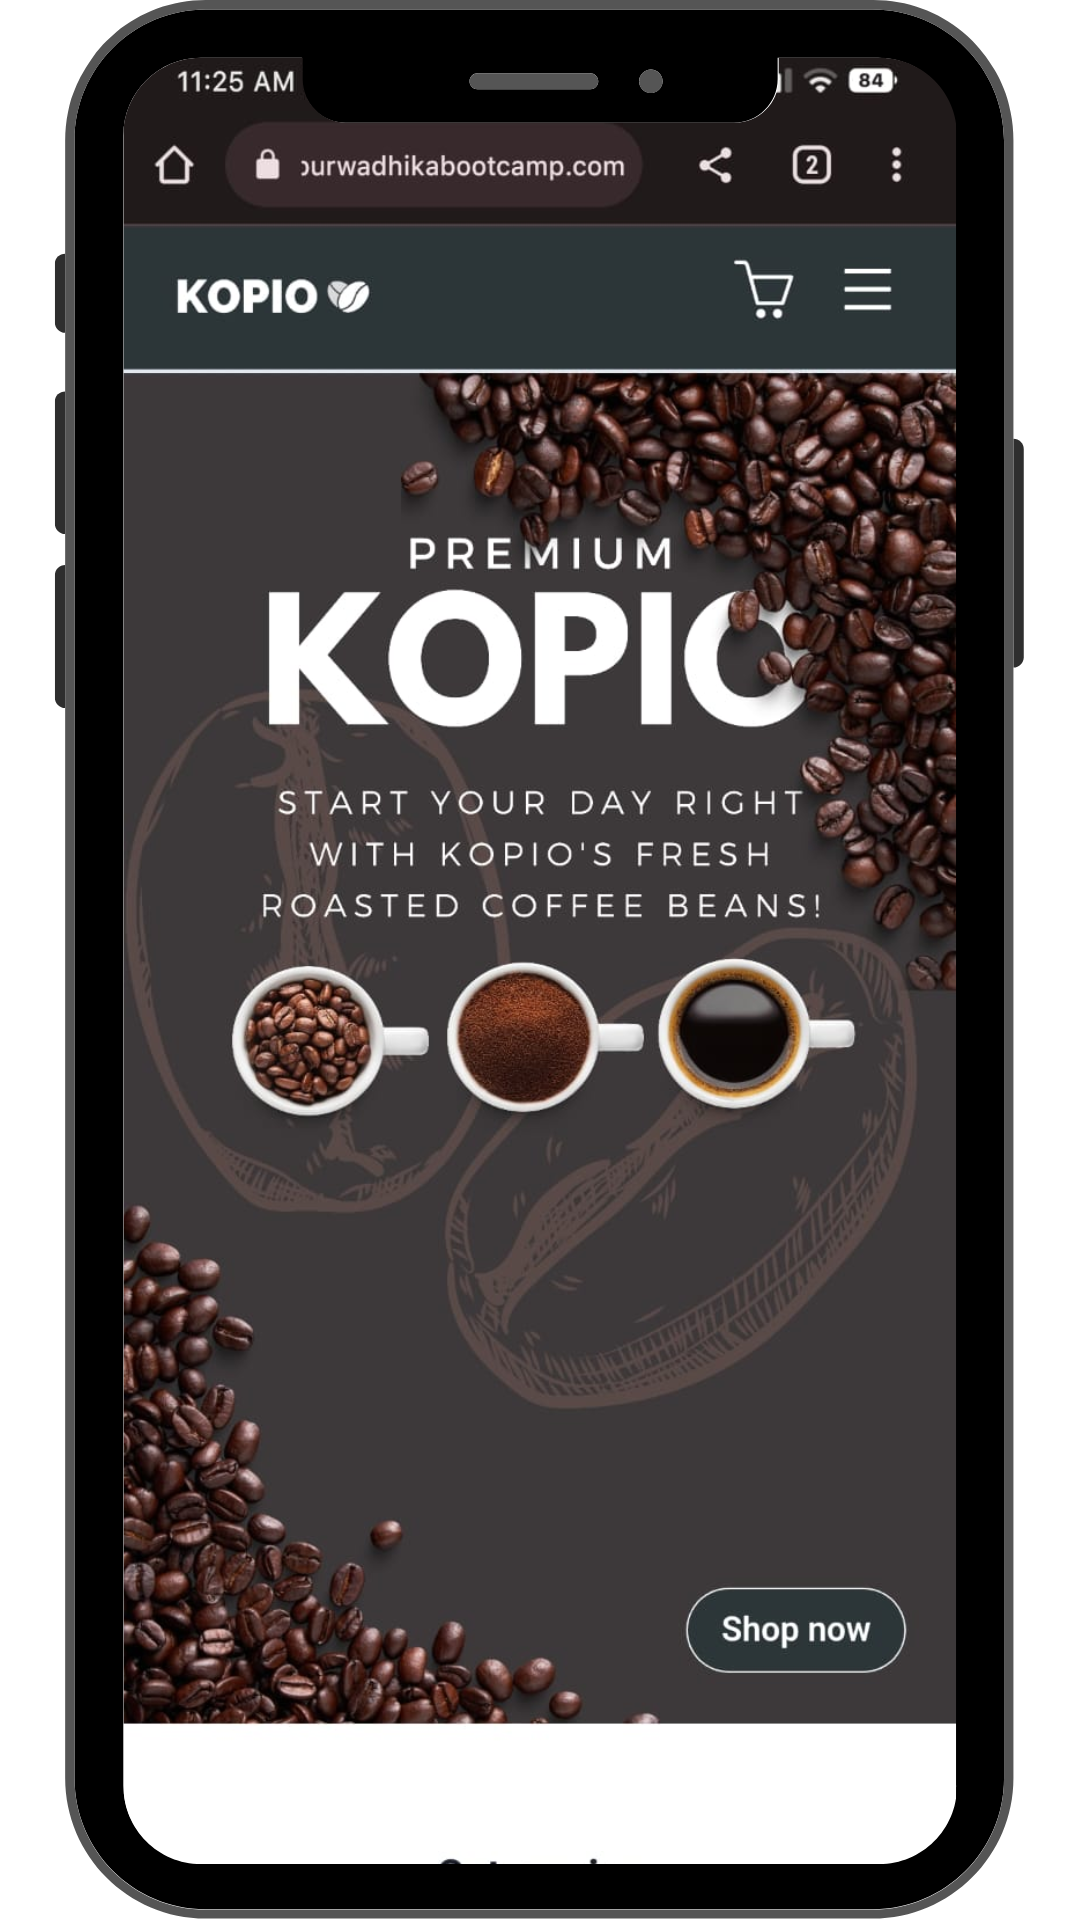 11:25 AM
84
purwadhikabootcamp.com
2
KOPIO
PREMIUM
KOPIO
START YOUR DAY RIGHT
WITH KOPIO'S FRESH
ROASTED COFFEE BEANS!
Shop now